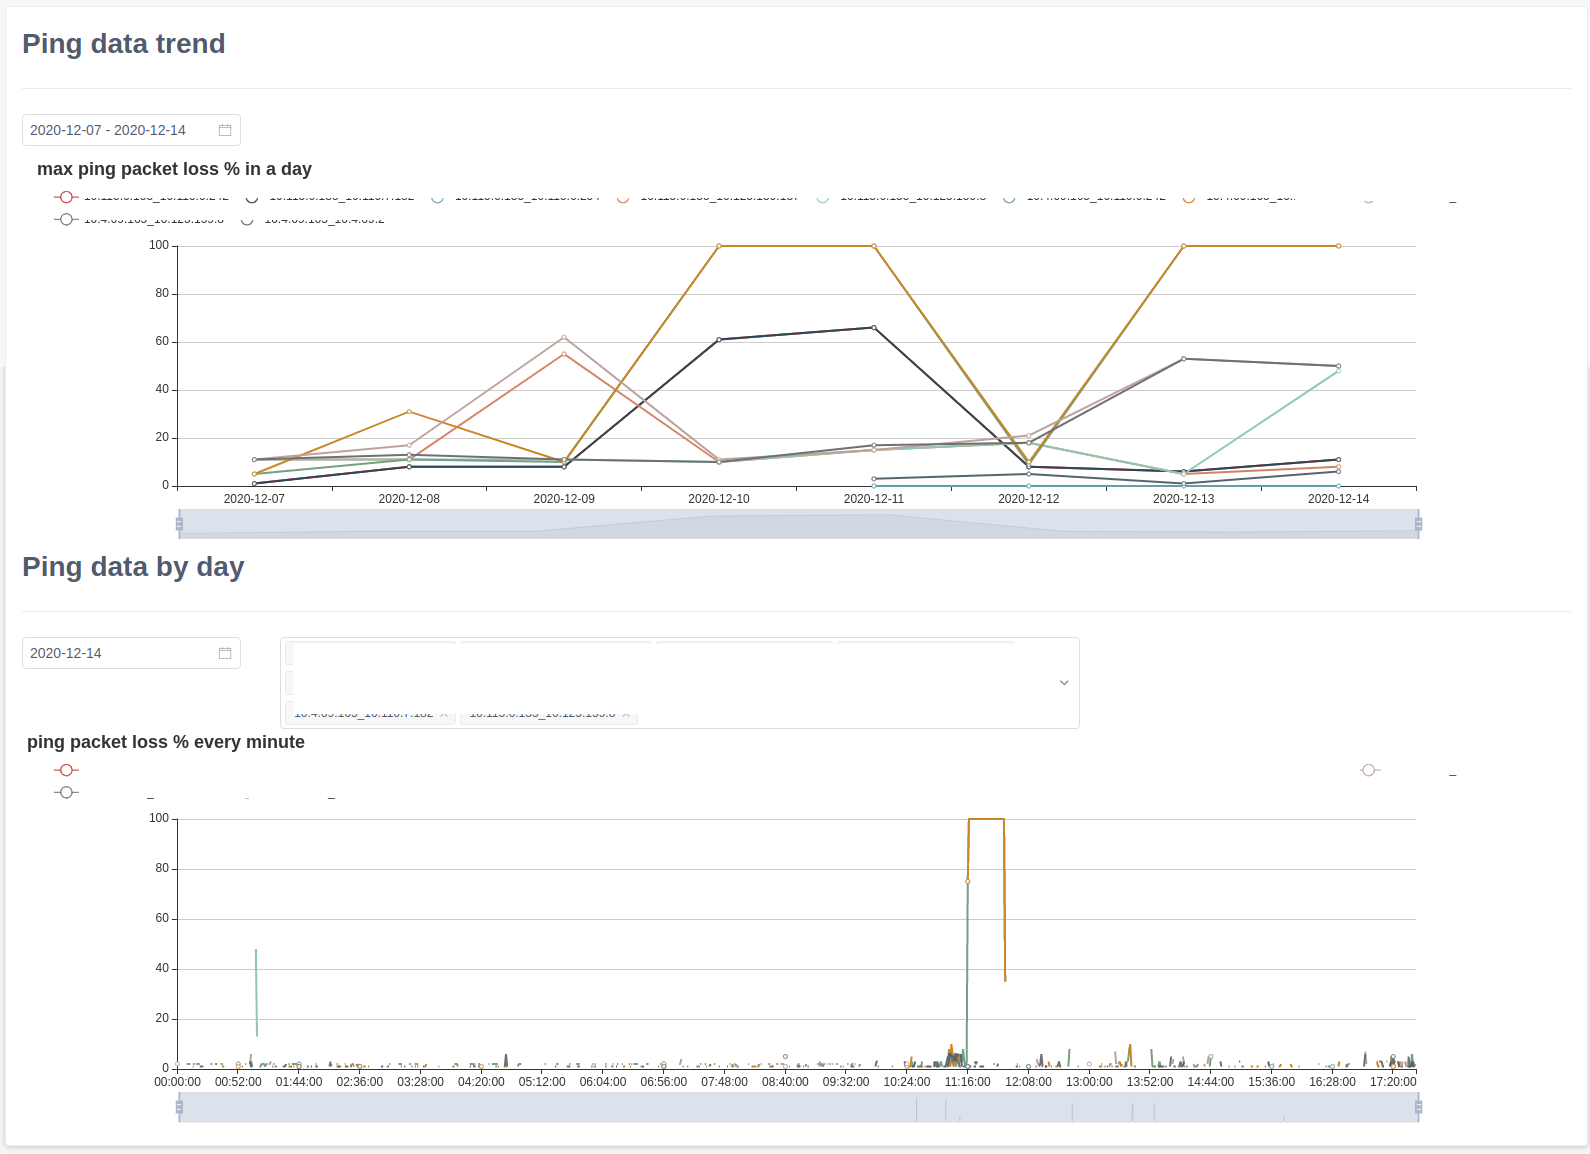 Ping data trend
2020-12-07 - 2020-12-14
max ping packet loss % in a day
100
80
60
40
20
0
2020-12-07 2020-12-08 2020-12-09 2020-12-10 2020-12-11 2020-12-12 2020-12-13 2020-12-14
Ping data by day
2020-12-14
ping packet loss % every minute
100
80
60
40
20
0
00:00:00 00:52:00 01:44:00 02:36:00 03:28:00 04:20:00 05:12:00 06:04:00 06:56:00 07:48:00 08:40:00 09:32:00 10:24:00 11:16:00 12:08:00 13:00:00 13:52:00 14:44:00 15:36:00 16:28:00 17:20:00